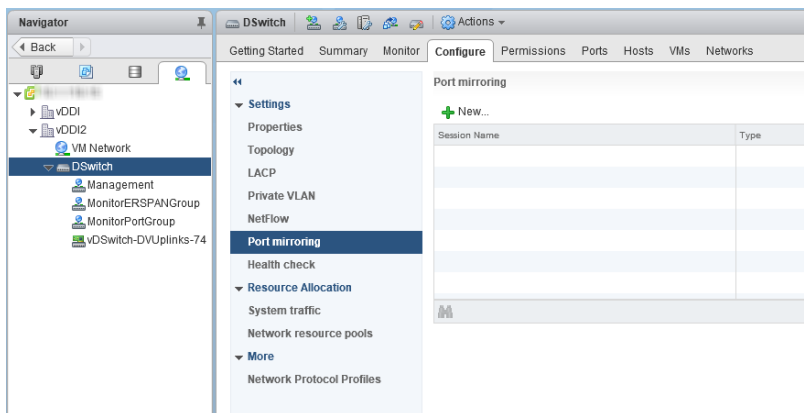 Navigator
Back
vDDI
vDDI2
VM Network
DSwitch
Management
MonitorERSPANGroup
MonitorPortGroup
vDSwitch-DVUplinks-74
DSwitch
Actions
Getting Started Summary Monitor Configure Permissions Ports Hosts VMs Networks
Settings
Properties
Topology
LACP
Private VLAN
NetFlow
Port mirroring
Health check
Resource Allocation
System traffic
Network resource pools
More
Network Protocol Profiles
Port mirroring
New...
Session Name Type